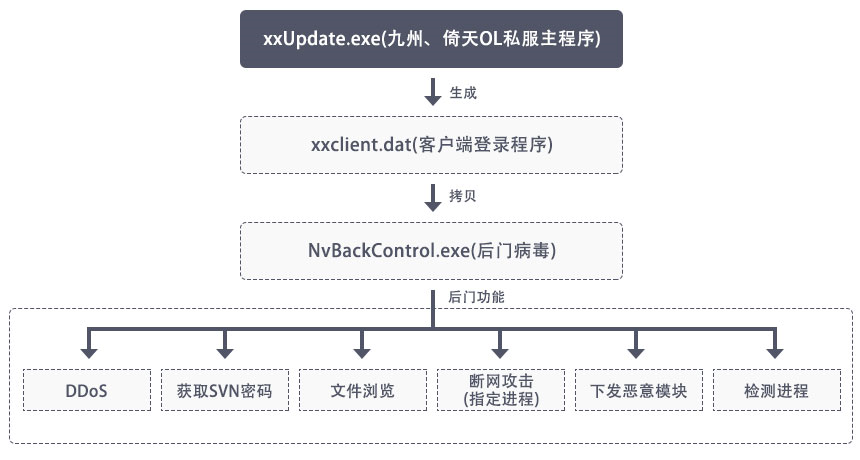 xxUpdate.exe(九州、倚天OL私服主程序)
生成
xxclient.dat(客户端登录程序)
拷贝
NvBackControl.exe(后门病毒)
后门功能
DDoS
获取SVN密码
文件浏览
断网攻击
(指定进程)
下发恶意模块
检测进程